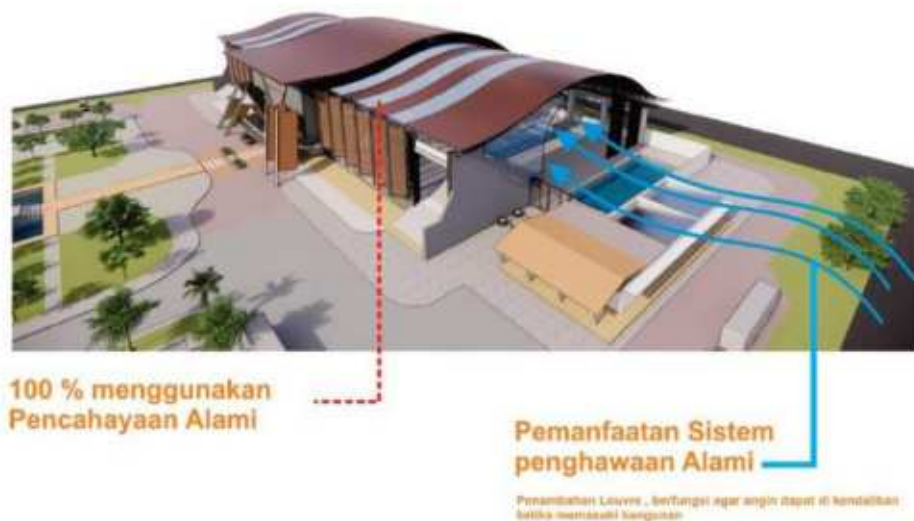 100 % menggunakan
Pencahayaan Alami
Pemanfaatan Sistem
penghawaan Alami
Penambahan Louvre , berfungsi agar angin dapat di kendalikan
ketika memasuki bangunan